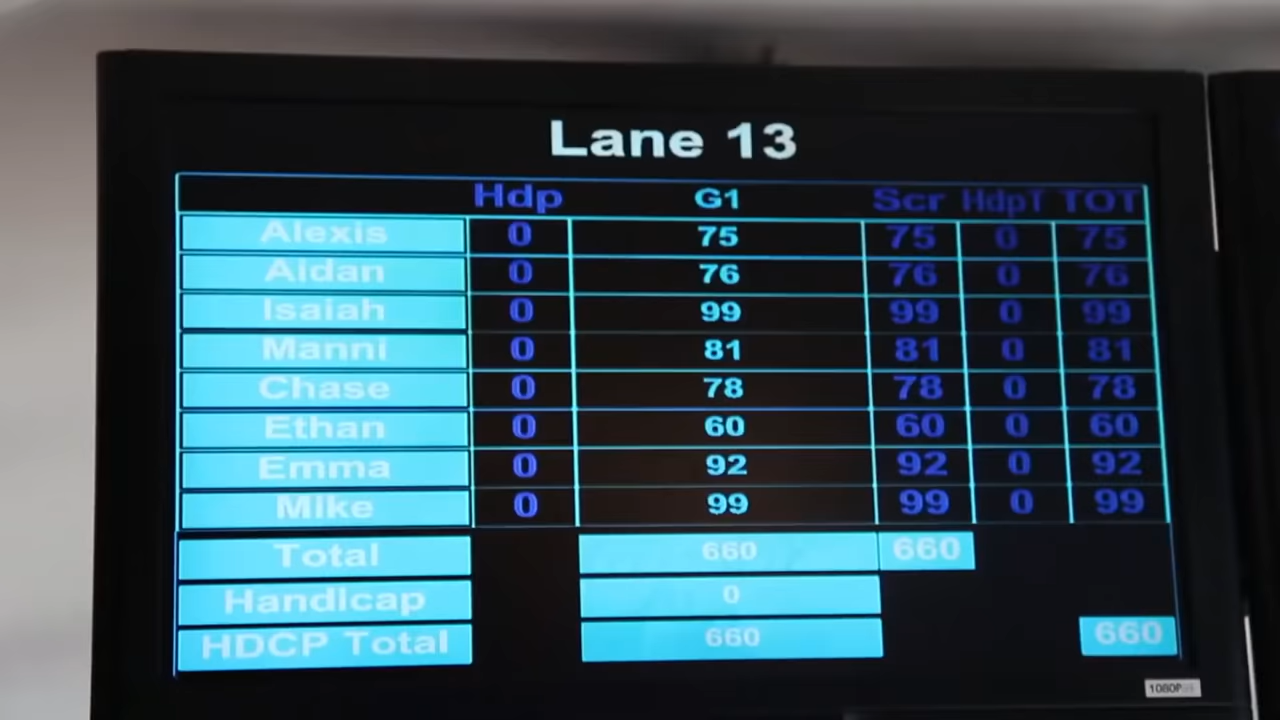 Lane 13
Hdp G1 Scr HdpT TOT
Alexis 0 75 75 0 75
Aidan 0 76 76 0 76
Isaiah 0 99 99 0 99
Manni 0 81 81 0 81
Chase 0 78 78 0 78
Ethan 0 60 60 0 60
Emma 0 92 92 0 92
Mike 0 99 99 0 99
Total 660 660
Handicap 0
HDCP Total 660 660
1080P